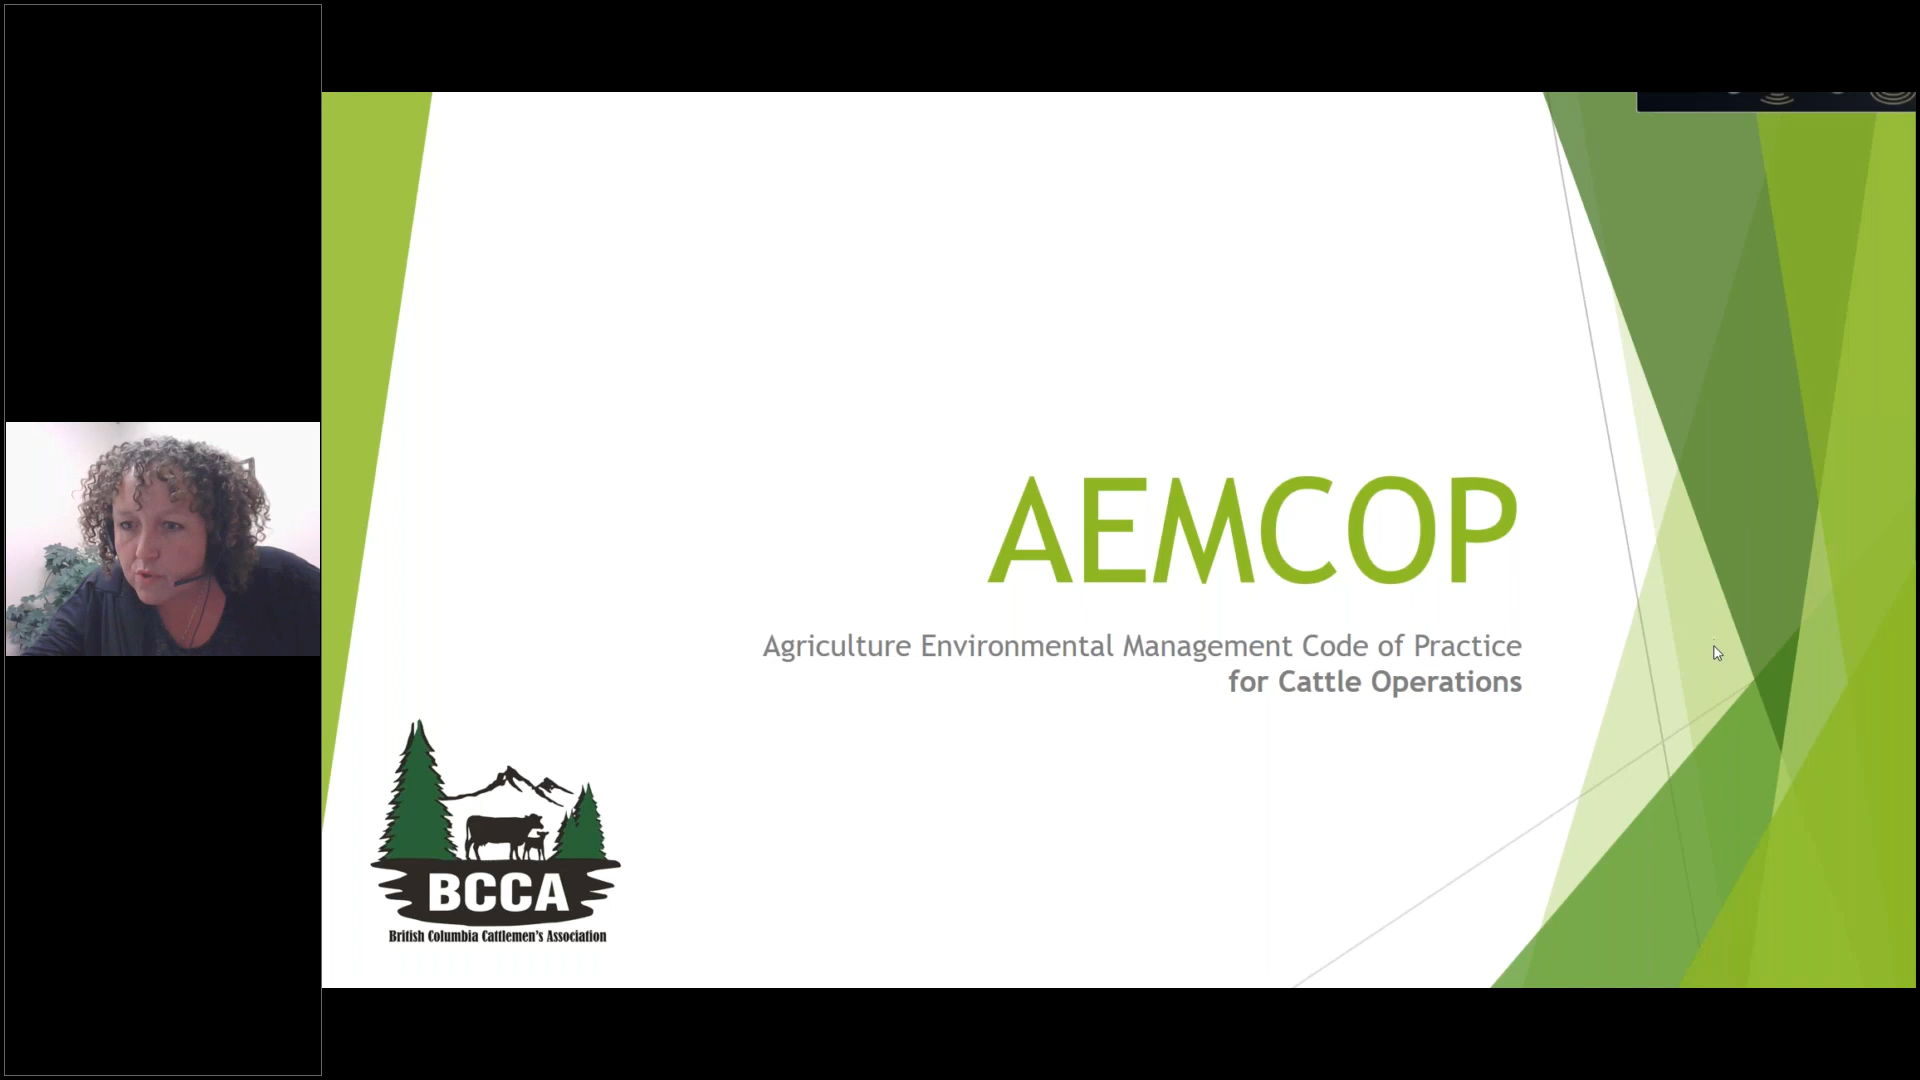 AEMCOP
Agriculture Environmental Management Code of Practice
for Cattle Operations
BCCA
British Columbia Cattlemen's Association